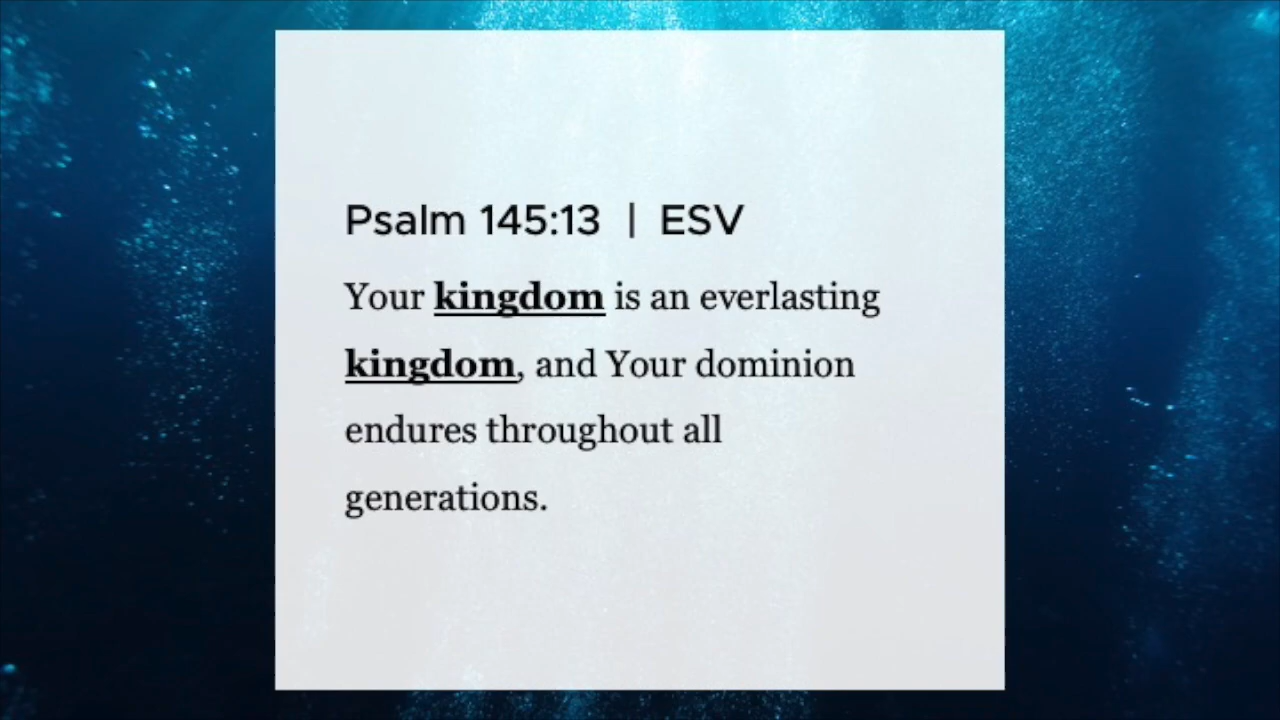 Psalm 145:13 | ESV
Your kingdom is an everlasting
kingdom, and Your dominion
endures throughout all
generations.